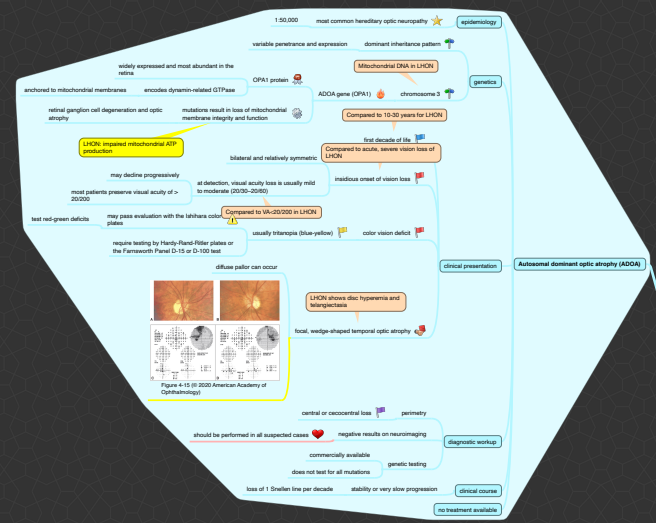 Autosomal dominant optic atrophy (ADOA)
epidemiology
most common hereditary optic neuropathy
1:50,000
genetics
dominant inheritance pattern
variable penetrance and expression
Mitochondrial DNA in LHON
chromosome 3
ADOA gene (OPA1)
OPA1 protein
widely expressed and most abundant in the
retina
encodes dynamin-related GTPase
anchored to mitochondrial membranes
mutations result in loss of mitochondrial
membrane integrity and function
retinal ganglion cell degeneration and optic
atrophy
LHON: impaired mitochondrial ATP
production
clinical presentation
Compared to 10-30 years for LHON
first decade of life
Compared to acute, severe vision loss of
LHON
insidious onset of vision loss
bilateral and relatively symmetric
at detection, visual acuity loss is usually mild
to moderate (20/30–20/60)
may decline progressively
most patients preserve visual acuity of >
20/200
Compared to VA<20/200 in LHON
color vision deficit
usually tritanopia (blue-yellow)
may pass evaluation with the Ishihara color
plates
test red-green deficits
require testing by Hardy-Rand-Ritler plates or
the Farnsworth Panel D-15 or D-100 test
LHON shows disc hyperemia and
telangiectasia
focal, wedge-shaped temporal optic atrophy
diffuse pallor can occur
A
B
C
D
Figure 4-15 (© 2020 American Academy of
Ophthalmology)
diagnostic workup
perimetry
central or cecocentral loss
negative results on neuroimaging
should be performed in all suspected cases
genetic testing
commercially available
does not test for all mutations
clinical course
stability or very slow progression
loss of 1 Snellen line per decade
no treatment available